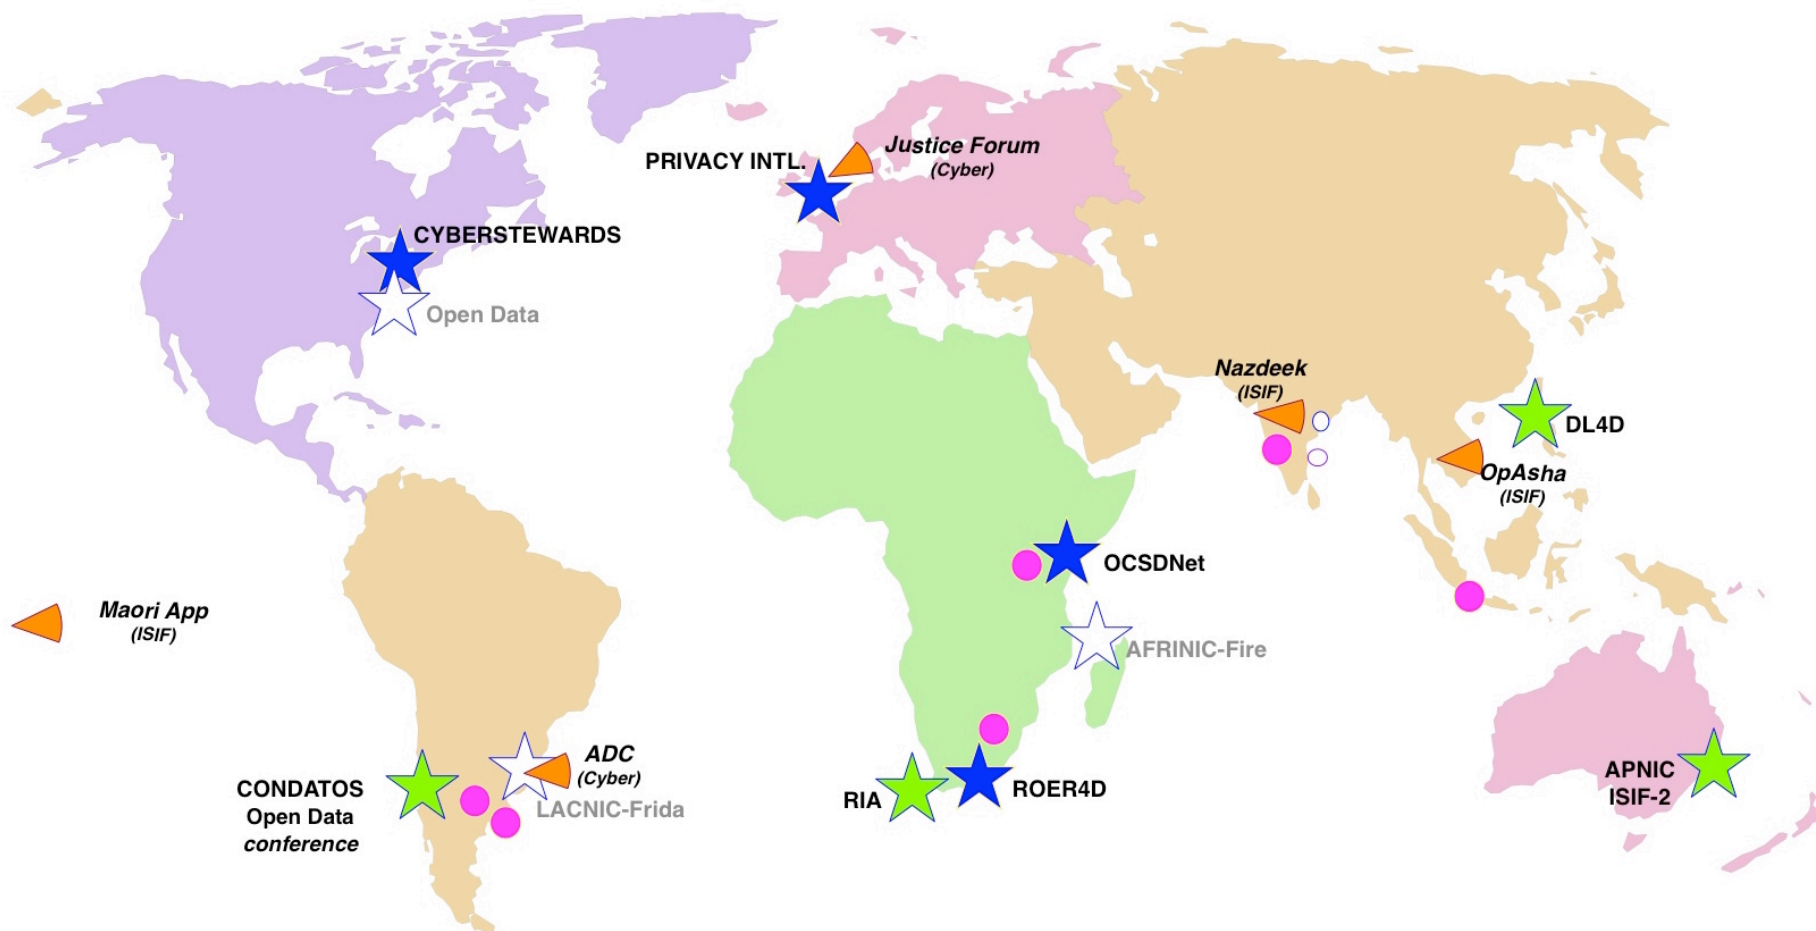 PRIVACY INTL.
Justice Forum
(Cyber)
CYBERSTEWARDS
Open Data
Nazdeek
(ISIF)
DL4D
OpAsha
(ISIF)
OCSDNet
Maori App
(ISIF)
AFRINIC-Fire
ADC
(Cyber)
LACNIC-Frida
CONDATOS
Open Data
conference
RIA
ROER4D
APNIC
ISIF-2